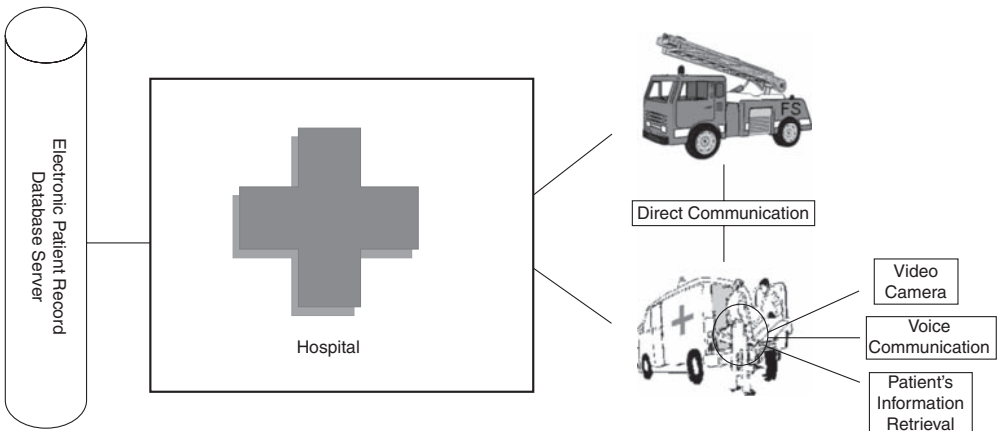 Electronic Patient Record
Database Server
Hospital
FS
Direct Communication
Video
Camera
Voice
Communication
Patient's
Information
Retrieval